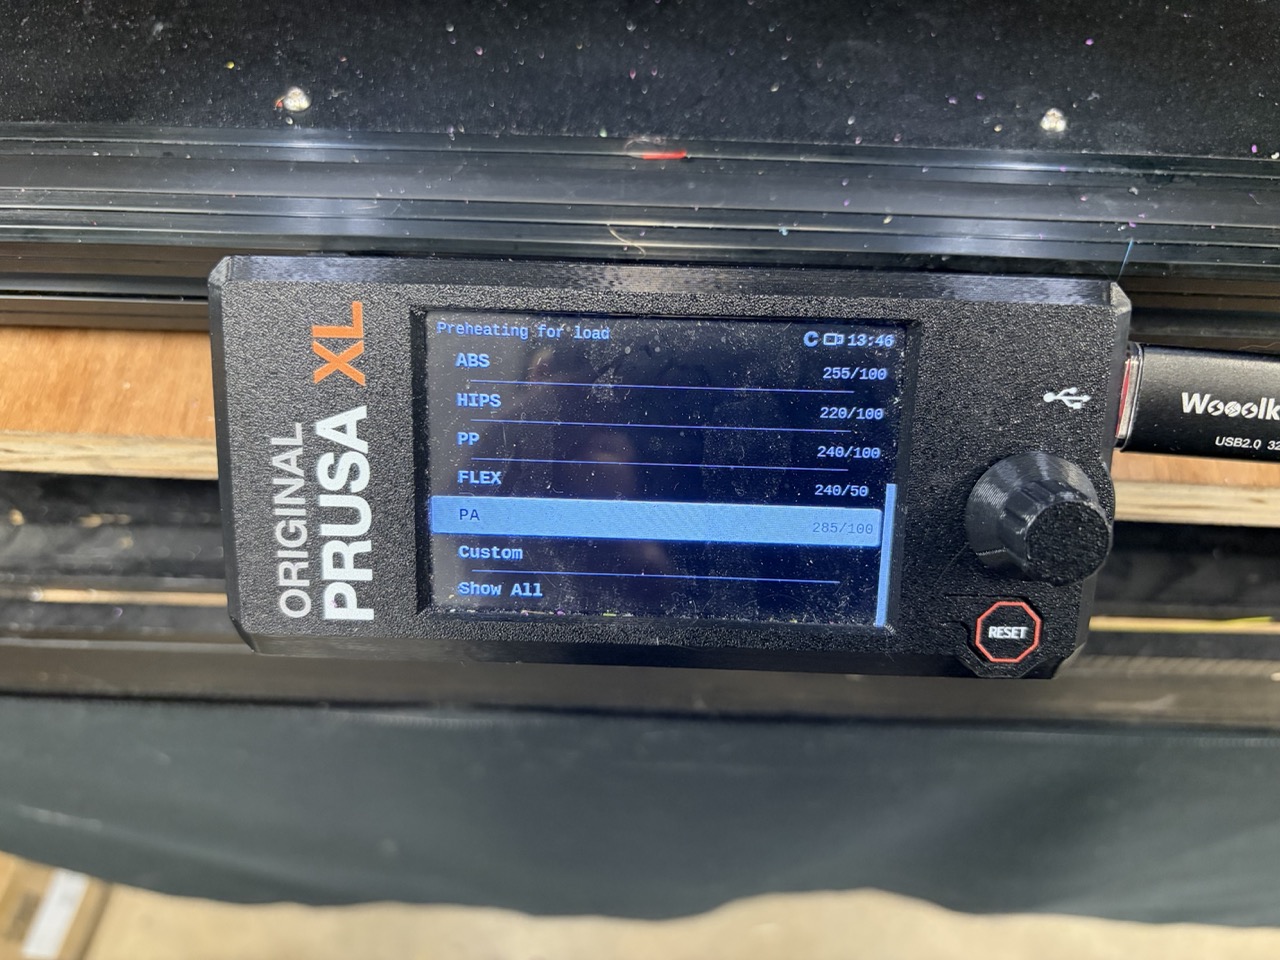 ORIGINAL
PRUSA XL
Preheating for load
13:46
ABS 255/100
HIPS 220/100
PP 240/100
FLEX 240/50
PA 285/100
Custom
Show All
RESET
USB2.0